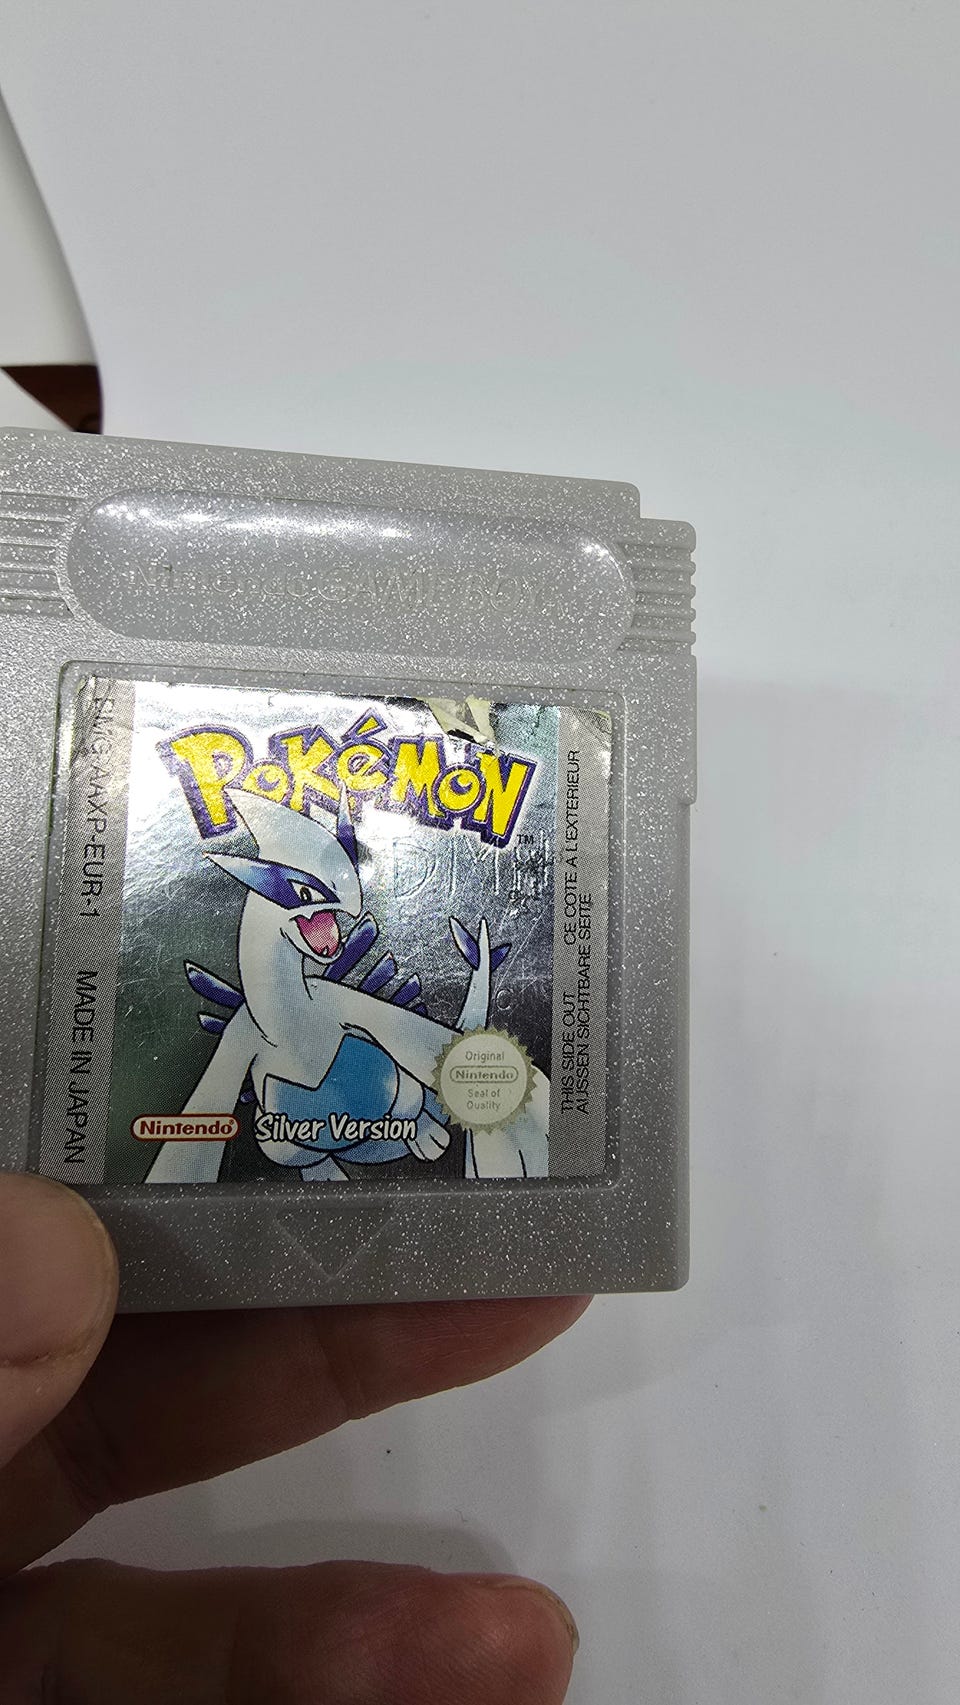 Nintendo GAME BOY
DMG-AAXP-EUR-1 MADE IN JAPAN
POKéMON
TM
Original
Nintendo
Seal of
Quality
Nintendo®
Silver Version
THIS SIDE OUT CE COTE A L'EXTERIEUR
AUSSEN SICHTBARE SEITE